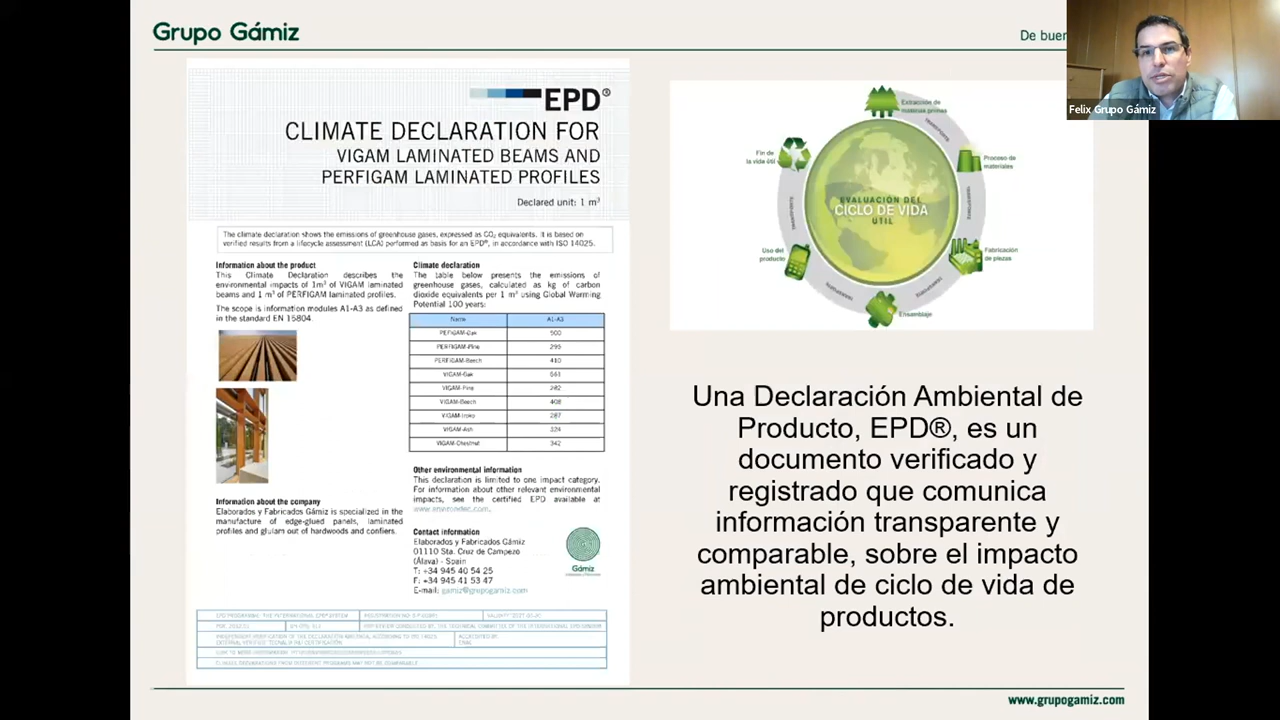 Grupo Gámiz
De buen
Felix Grupo Gámiz
EPD®
CLIMATE DECLARATION FOR
VIGAM LAMINATED BEAMS AND
PERFIGAM LAMINATED PROFILES
Declared unit: 1 m³
The climate declaration shows the emissions of greenhouse gases, expressed as CO₂ equivalents. It is based on
verified results from a lifecycle assessment (LCA) performed as basis for an EPD®, in accordance with ISO 14025.
Information about the product
This Climate Declaration describes the
environmental impacts of 1m³ of VIGAM laminated
beams and 1 m³ of PERFIGAM laminated profiles.
The scope is information modules A1-A3 as defined
in the standard EN 15804.
Information about the company
Elaborados y Fabricados Gámiz is specialized in the
manufacture of edge-glued panels, laminated
profiles and glulam out of hardwoods and conifers.
Climate declaration
The table below presents the emissions of
greenhouse gases, calculated as kg of carbon
dioxide equivalents per 1 m³ using Global Warming
Potential 100 years:
Name A1-A3
PERFIGAM-Pine 295
PERFIGAM-Beech 410
VIGAM-Oak
VIGAM-Pine 282
VIGAM-Beech 408
VIGAM-Iroko 287
VIGAM-Ash 324
VIGAM-Chestnut 342
Other environmental information
This declaration is limited to one impact category.
For information about other relevant environmental
impacts, see the certified EPD available at
www.environdec.com.
Contact information
Elaborados y Fabricados Gámiz
01110 Sta. Cruz de Campezo
(Álava) - Spain
T: +34 945 40 54 25
F: +34 945 41 53 47
E-mail: gamiz@grupogamiz.com
Gámiz
Extracción de
materias primas
Proceso de
materiales
Fabricación
de piezas
Ensamblaje
Uso del
producto
Fin de
la vida útil
EVALUACIÓN DEL
CICLO DE VIDA
ÚTIL
Una Declaración Ambiental de
Producto, EPD®, es un
documento verificado y
registrado que comunica
información transparente y
comparable, sobre el impacto
ambiental de ciclo de vida de
productos.
www.grupogamiz.com